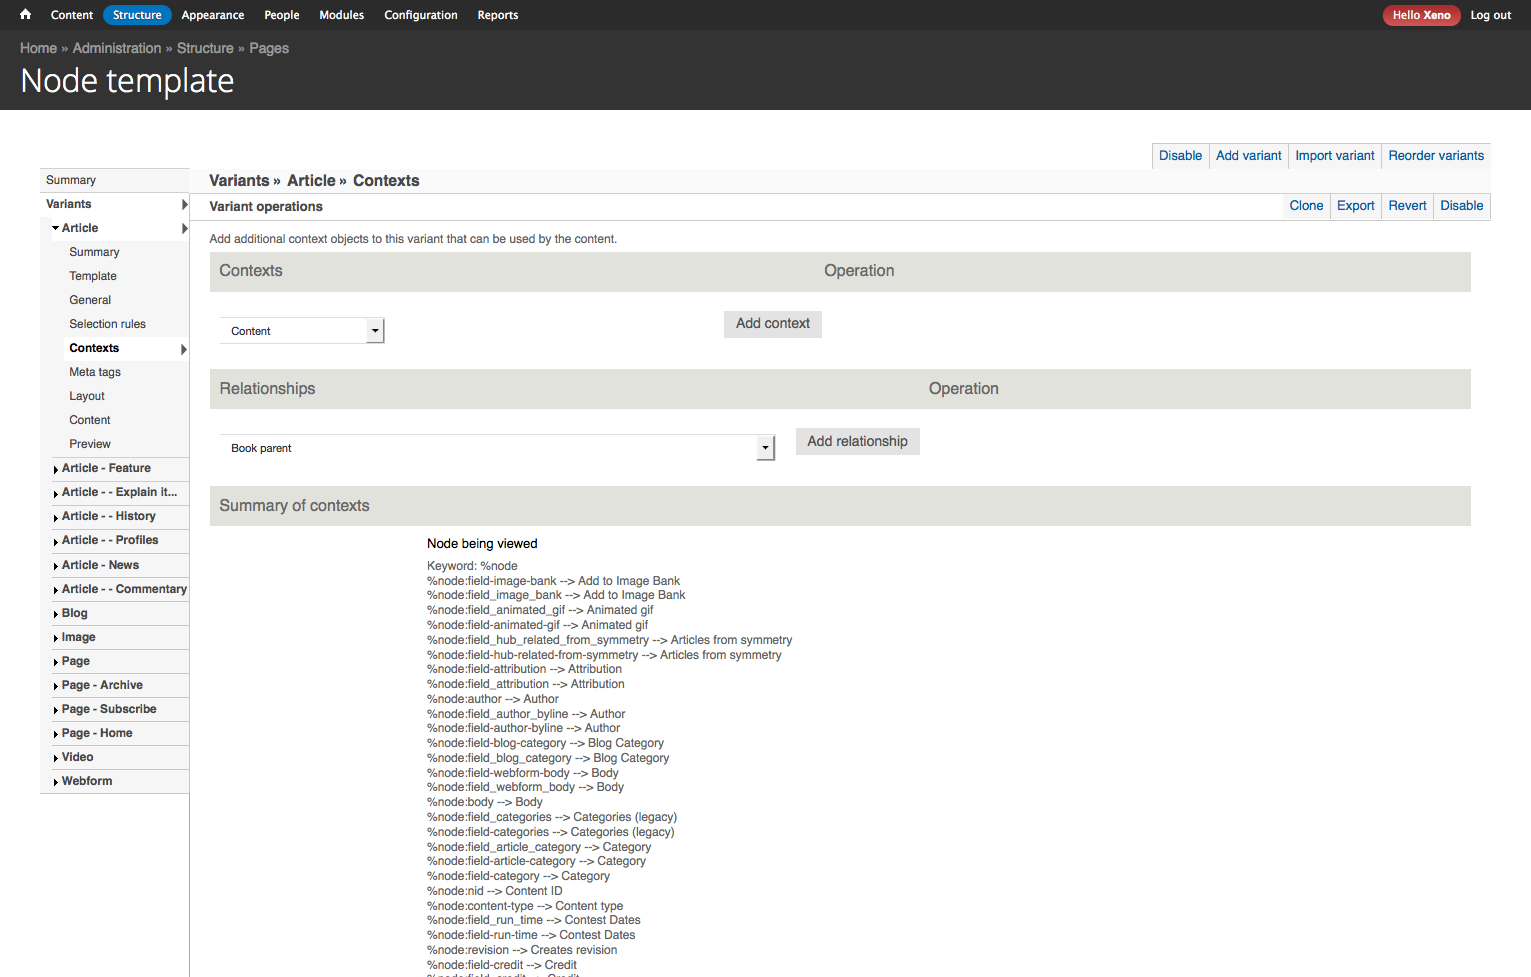 Content Structure Appearance People Modules Configuration Reports Hello Xeno Log out
Home » Administration » Structure » Pages
Node template
Disable Add variant Import variant Reorder variants
Summary
Variants
Article
Summary
Template
General
Selection rules
Contexts
Meta tags
Layout
Content
Preview
Article - Feature
Article - - Explain it...
Article - - History
Article - - Profiles
Article - News
Article - - Commentary
Blog
Image
Page
Page - Archive
Page - Subscribe
Page - Home
Video
Webform
Variants » Article » Contexts
Variant operations Clone Export Revert Disable
Add additional context objects to this variant that can be used by the content.
Contexts Operation
Content Add context
Relationships Operation
Book parent Add relationship
Summary of contexts
Node being viewed
Keyword: %node
%node:field-image-bank --> Add to Image Bank
%node:field_image_bank --> Add to Image Bank
%node:field_animated_gif --> Animated gif
%node:field-animated-gif --> Animated gif
%node:field_hub_related_from_symmetry --> Articles from symmetry
%node:field-hub-related-from-symmetry --> Articles from symmetry
%node:field-attribution --> Attribution
%node:field_attribution --> Attribution
%node:author --> Author
%node:field_author_byline --> Author
%node:field-author-byline --> Author
%node:field-blog-category --> Blog Category
%node:field_blog_category --> Blog Category
%node:field-webform-body --> Body
%node:field_webform_body --> Body
%node:body --> Body
%node:field_categories --> Categories (legacy)
%node:field-categories --> Categories (legacy)
%node:field_article_category --> Category
%node:field-article-category --> Category
%node:field-category --> Category
%node:nid --> Content ID
%node:content-type --> Content type
%node:field_run_time --> Contest Dates
%node:field-run-time --> Contest Dates
%node:revision --> Creates revision
%node:field-credit --> Credit